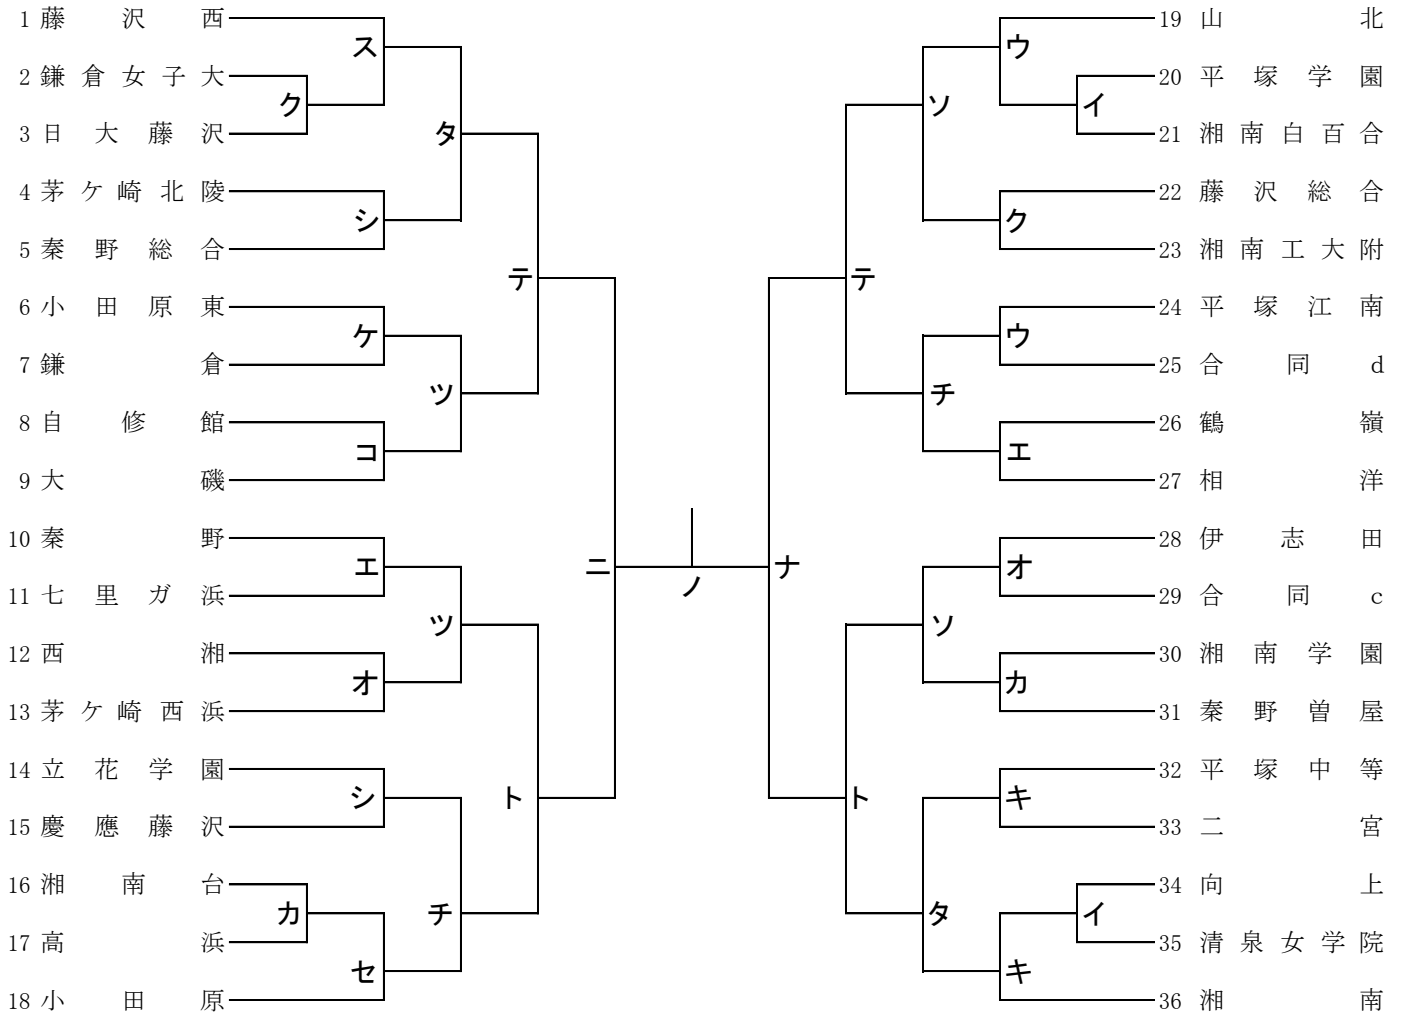 1 藤沢西
ス
2 鎌倉女子大
ク
3 日大藤沢
タ
4 茅ケ崎北陵
シ
5 秦野総合
テ
6 小田原東
ケ
7 鎌倉
ツ
8 自修館
コ
9 大磯
10 秦野
エ
ニ
11 七里ガ浜
ツ
12 西湘
オ
13 茅ケ崎西浜
14 立花学園
シ
ト
15 慶應藤沢
16 湘南台
カ
チ
17 高浜
セ
18 小田原
ノ
19 山北
ウ
20 平塚学園
イ
ソ
21 湘南白百合
22 藤沢総合
ク
23 湘南工大附
テ
24 平塚江南
ウ
25 合同d
チ
26 鶴嶺
エ
27 相洋
28 伊志田
オ
ナ
29 合同c
ソ
30 湘南学園
カ
31 秦野曽屋
32 平塚中等
キ
ト
33 二宮
34 向上
イ
タ
35 清泉女学院
キ
36 湘南